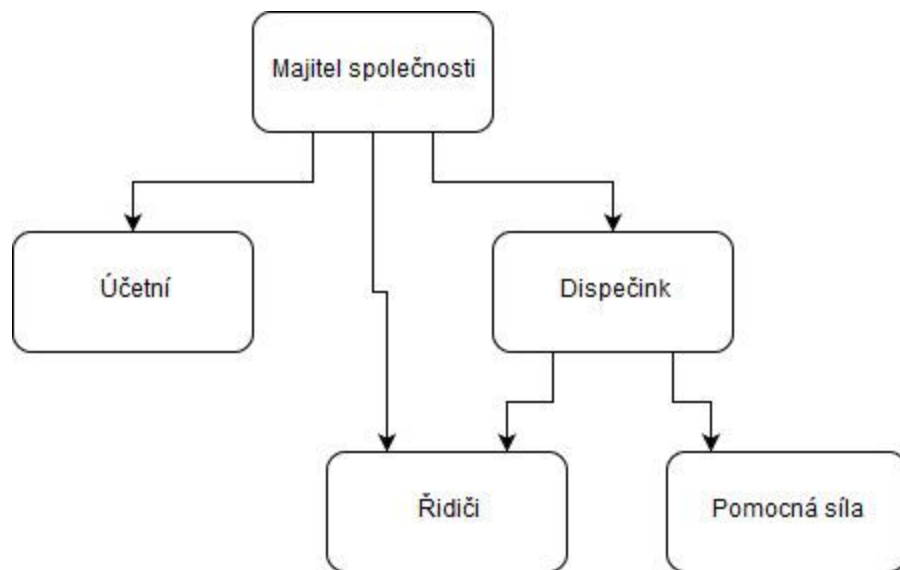 Majitel společnosti
Účetní
Dispečink
Řidiči
Pomocná síla